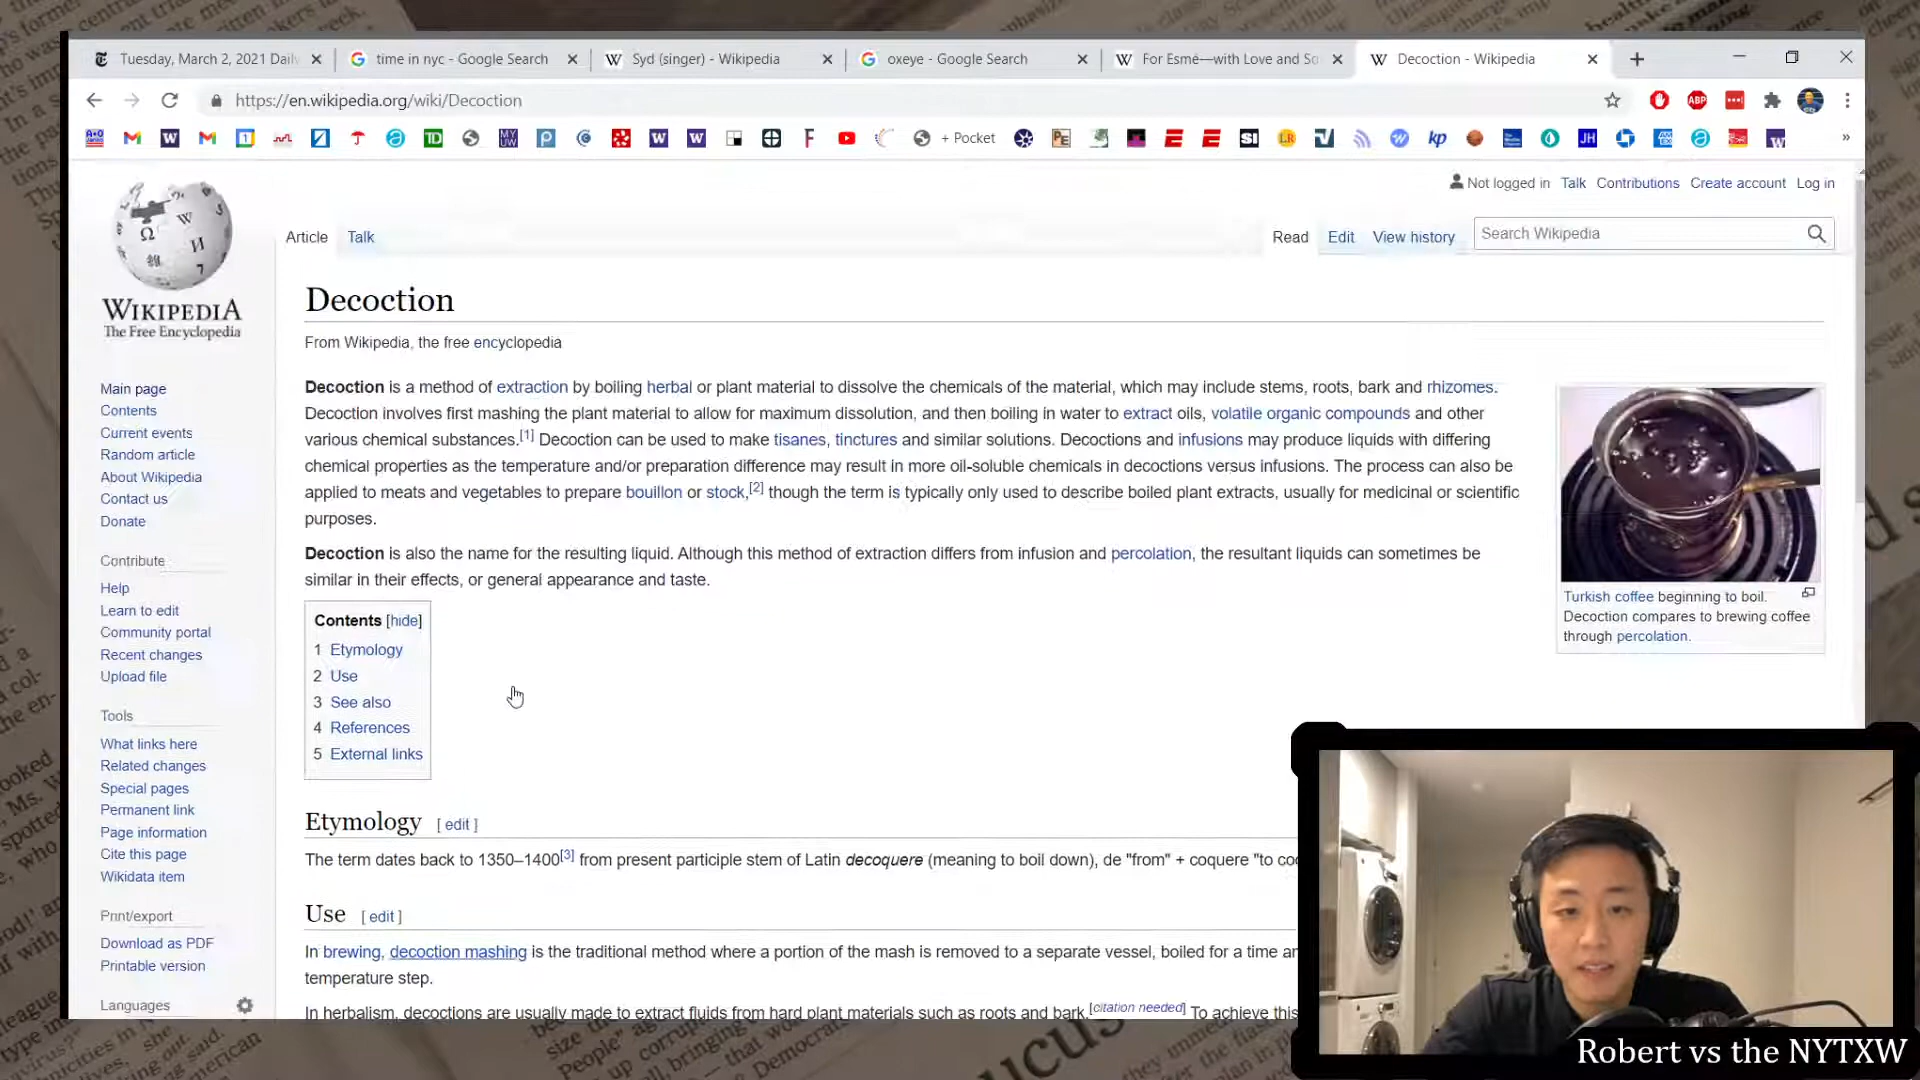 Tuesday, March 2, 2021 Dail
time in nyc - Google Search
Syd (singer) - Wikipedia
oxeye - Google Search
For Esmé—with Love and So
Decoction - Wikipedia
https://en.wikipedia.org/wiki/Decoction
+ Pocket
Not logged in Talk Contributions Create account Log in
Article Talk
Read Edit View history
Search Wikipedia
WIKIPEDIA
The Free Encyclopedia
Main page
Contents
Current events
Random article
About Wikipedia
Contact us
Donate
Contribute
Help
Learn to edit
Community portal
Recent changes
Upload file
Tools
What links here
Related changes
Special pages
Permanent link
Page information
Cite this page
Wikidata item
Print/export
Download as PDF
Printable version
Languages
Decoction
From Wikipedia, the free encyclopedia
Decoction is a method of extraction by boiling herbal or plant material to dissolve the chemicals of the material, which may include stems, roots, bark and rhizomes.
Decoction involves first mashing the plant material to allow for maximum dissolution, and then boiling in water to extract oils, volatile organic compounds and other
various chemical substances.[1] Decoction can be used to make tisanes, tinctures and similar solutions. Decoctions and infusions may produce liquids with differing
chemical properties as the temperature and/or preparation difference may result in more oil-soluble chemicals in decoctions versus infusions. The process can also be
applied to meats and vegetables to prepare bouillon or stock,[2] though the term is typically only used to describe boiled plant extracts, usually for medicinal or scientific
purposes.
Decoction is also the name for the resulting liquid. Although this method of extraction differs from infusion and percolation, the resultant liquids can sometimes be
similar in their effects, or general appearance and taste.
Turkish coffee beginning to boil.
Decoction compares to brewing coffee
through percolation.
Contents [hide]
1 Etymology
2 Use
3 See also
4 References
5 External links
Etymology [ edit ]
The term dates back to 1350–1400[3] from present participle stem of Latin decoquere (meaning to boil down), de "from" + coquere "to coo
Use [ edit ]
In brewing, decoction mashing is the traditional method where a portion of the mash is removed to a separate vessel, boiled for a time an
temperature step.
In herbalism, decoctions are usually made to extract fluids from hard plant materials such as roots and bark.[citation needed] To achieve this
Robert vs the NYTXW